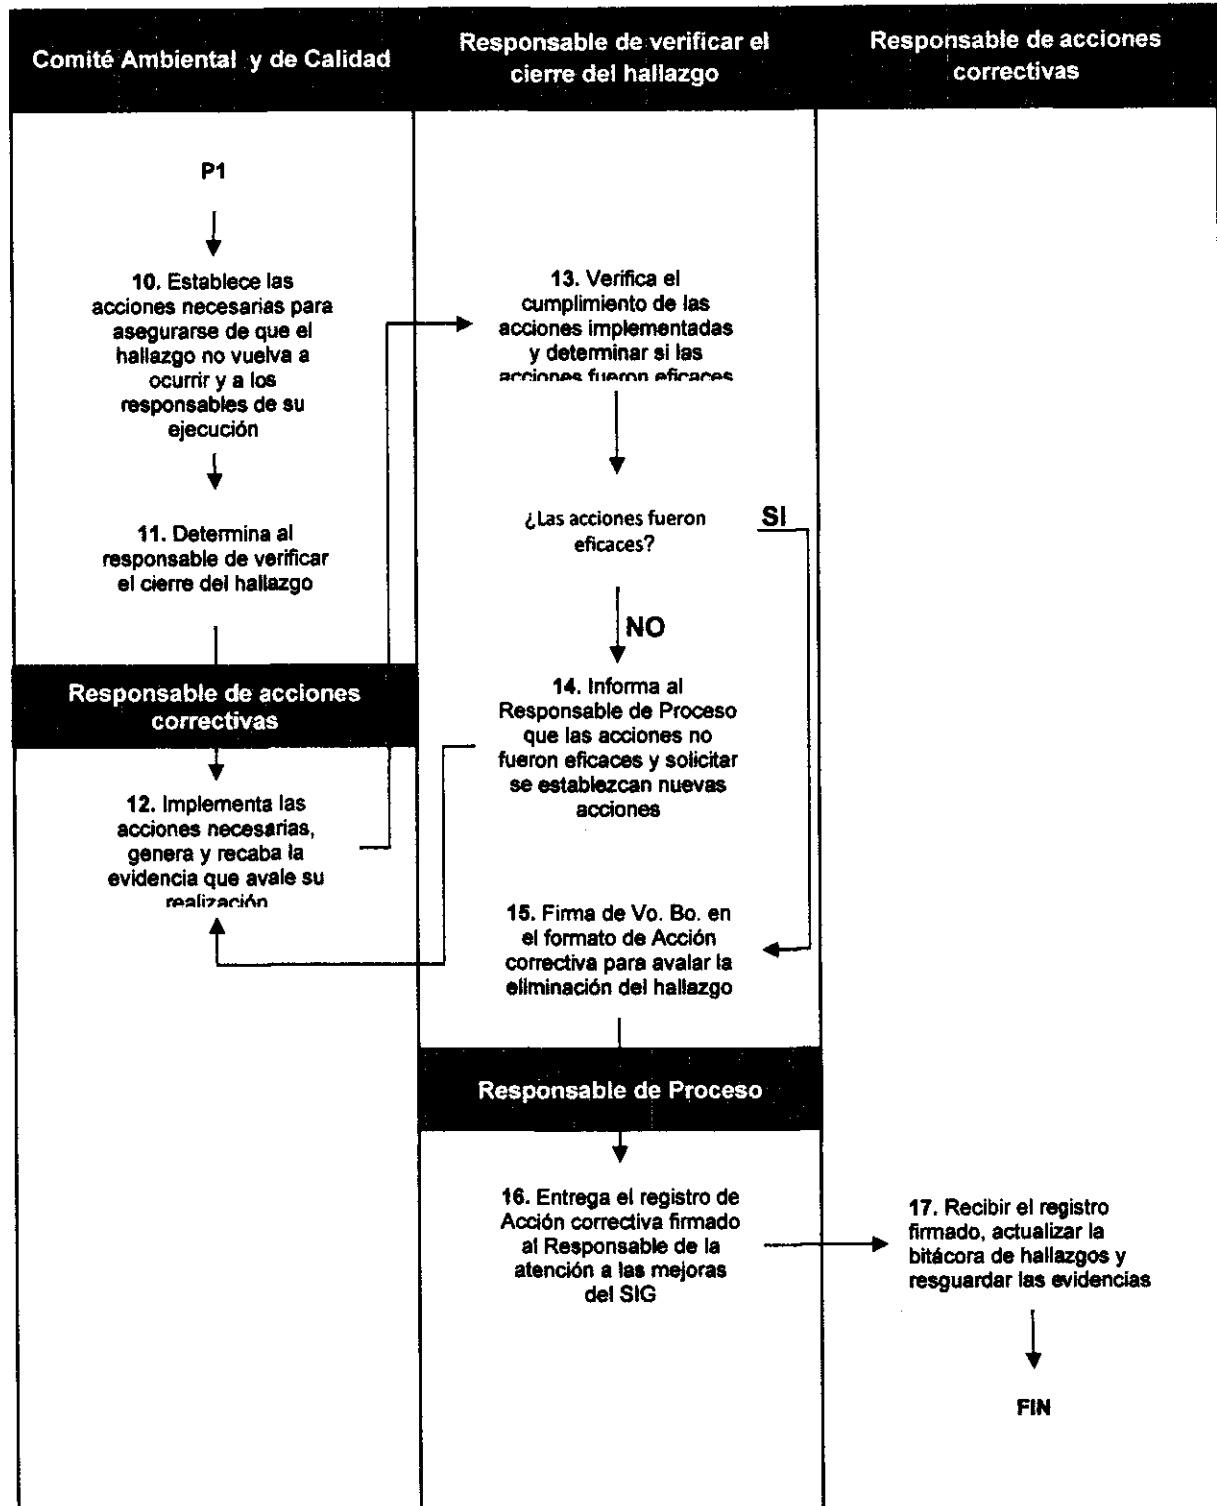 Comité Ambiental y de Calidad
Responsable de verificar el
cierre del hallazgo
Responsable de acciones
correctivas
P1
10. Establece las
acciones necesarias para
asegurarse de que el
hallazgo no vuelva a
ocurrir y a los
responsables de su
ejecución
11. Determina al
responsable de verificar
el cierre del hallazgo
Responsable de acciones
correctivas
12. Implementa las
acciones necesarias,
genera y recaba la
evidencia que avale su
realización
13. Verifica el
cumplimiento de las
acciones implementadas
y determinar si las
acciones fueron eficaces
¿Las acciones fueron
eficaces?
SI
NO
14. Informa al
Responsable de Proceso
que las acciones no
fueron eficaces y solicitar
se establezcan nuevas
acciones
15. Firma de Vo. Bo. en
el formato de Acción
correctiva para avalar la
eliminación del hallazgo
Responsable de Proceso
16. Entrega el registro de
Acción correctiva firmado
al Responsable de la
atención a las mejoras
del SIG
17. Recibir el registro
firmado, actualizar la
bitácora de hallazgos y
resguardar las evidencias
FIN